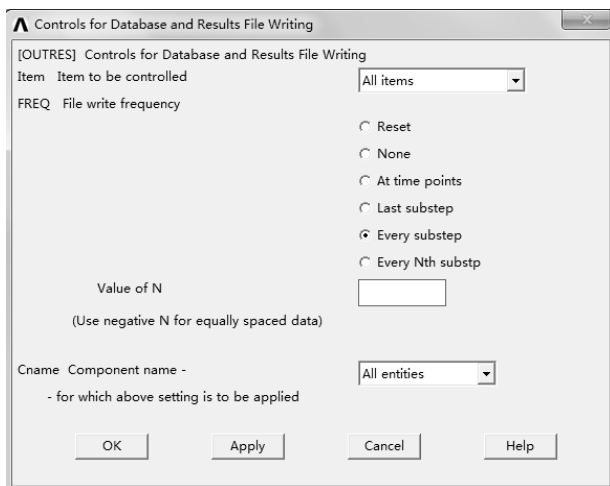 Controls for Database and Results File Writing
[OUTRES] Controls for Database and Results File Writing
Item Item to be controlled
All items
FREQ File write frequency
Reset
None
At time points
Last substep
Every substep
Every Nth substp
Value of N
(Use negative N for equally spaced data)
Cname Component name -
All entities
- for which above setting is to be applied
OK Apply Cancel Help